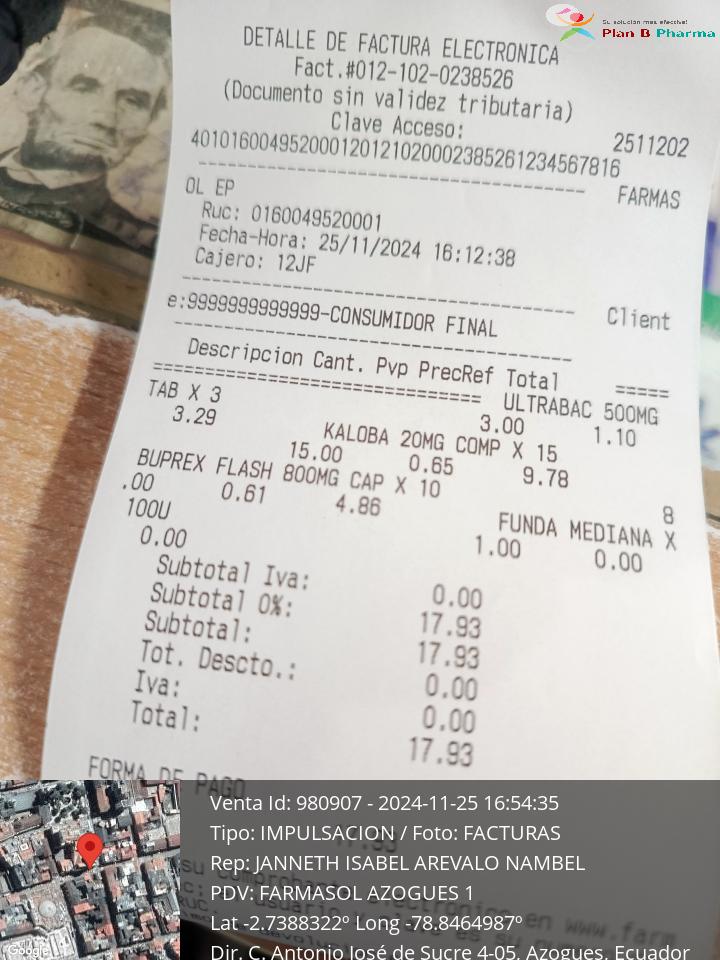 Su solución más efectiva!
Plan B Pharma
DETALLE DE FACTURA ELECTRONICA
Fact.#012-102-0238526
(Documento sin validez tributaria)
Clave Acceso: 2511202
401016004952000120121020002385261234567816
----------------------------------- FARMAS
OL EP
Ruc: 0160049520001
Fecha-Hora: 25/11/2024 16:12:38
Cajero: 12JF
----------------------------------- Client
e:9999999999999-CONSUMIDOR FINAL
-----------------------------------
Descripcion Cant. Pvp PrecRef Total =====
============================== ULTRABAC 500MG
TAB X 3 3.00 1.10
3.29 KALOBA 20MG COMP X 15
15.00 0.65 9.78
BUPREX FLASH 800MG CAP X 10 8
.00 0.61 4.86 FUNDA MEDIANA X
100U 1.00 0.00
0.00
Subtotal Iva: 0.00
Subtotal 0%: 17.93
Subtotal: 17.93
Tot. Descto.: 0.00
Iva: 0.00
Total: 17.93
FORMA DE PAGO
17.93
Venta Id: 980907 - 2024-11-25 16:54:35
Tipo: IMPULSACION / Foto: FACTURAS
Rep: JANNETH ISABEL AREVALO NAMBEL
PDV: FARMASOL AZOGUES 1
Lat -2.7388322º Long -78.8464987º
Dir. C. Antonio José de Sucre 4-05, Azogues, Ecuador
Google